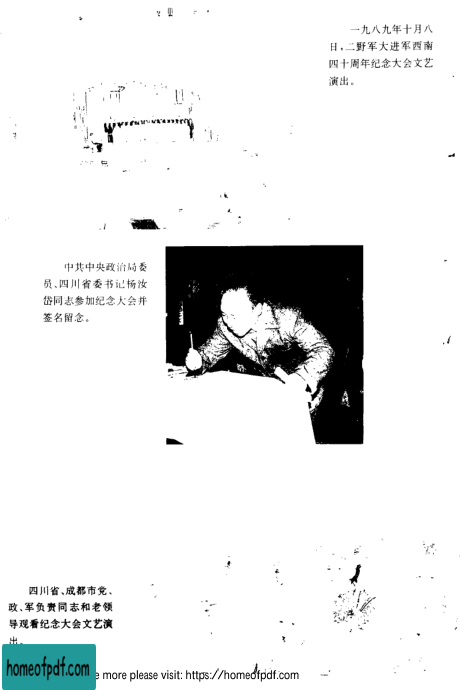 一九八九年十月八
日,二野军大进军西南
四十周年纪念大会文艺
演出。
中共中央政治局委
员、四川省委书记杨汝
岱同志参加纪念大会并
签名留念。
四川省、成都市党、
政、军负责同志和老领
导观看纪念大会文艺演
出。
homeofpdf.com
e more please visit: https://homeofpdf.com